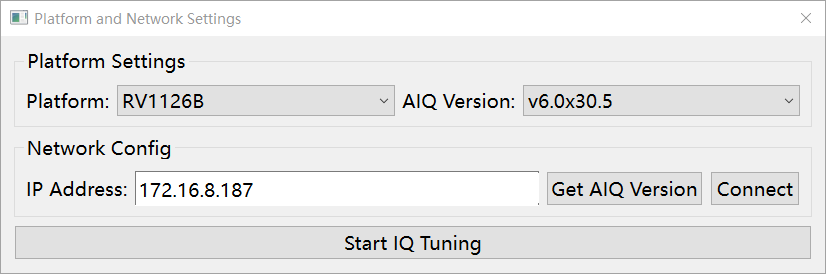 Platform and Network Settings
Platform Settings
Platform: RV1126B AIQ Version: v6.0x30.5
Network Config
IP Address: 172.16.8.187 Get AIQ Version Connect
Start IQ Tuning